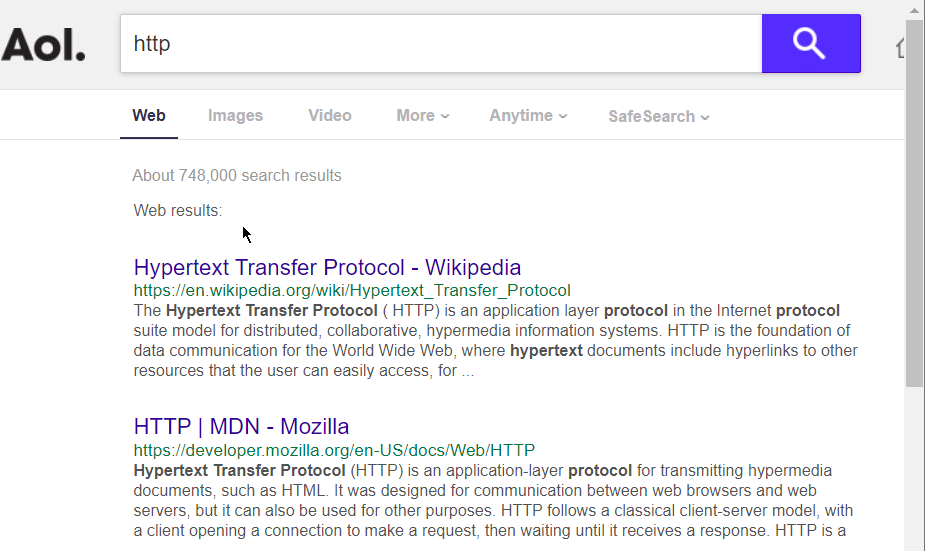 Aol.
http
Web Images Video More Anytime SafeSearch
About 748,000 search results
Web results:
Hypertext Transfer Protocol - Wikipedia
https://en.wikipedia.org/wiki/Hypertext_Transfer_Protocol
The Hypertext Transfer Protocol ( HTTP) is an application layer protocol in the Internet protocol
suite model for distributed, collaborative, hypermedia information systems. HTTP is the foundation of
data communication for the World Wide Web, where hypertext documents include hyperlinks to other
resources that the user can easily access, for ...
HTTP | MDN - Mozilla
https://developer.mozilla.org/en-US/docs/Web/HTTP
Hypertext Transfer Protocol (HTTP) is an application-layer protocol for transmitting hypermedia
documents, such as HTML. It was designed for communication between web browsers and web
servers, but it can also be used for other purposes. HTTP follows a classical client-server model, with
a client opening a connection to make a request, then waiting until it receives a response. HTTP is a